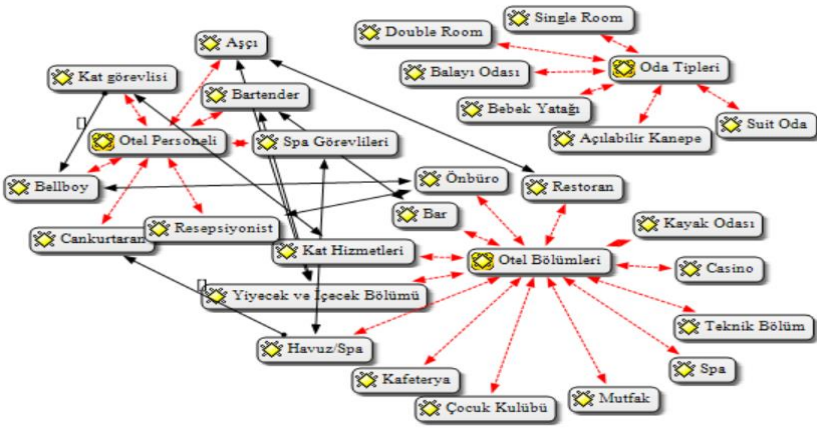 Single Room
Double Room
Aşçı
Oda Tipleri
Balayı Odası
Kat görevlisi
Bartender
Bebek Yatağı
[]
Suit Oda
Otel Personeli
Spa Görevlileri
Açılabilir Kanepe
Önbüro
Restoran
Bellboy
Bar
Kayak Odası
Resepsiyonist
Cankurtaran
Kat Hizmetleri
Otel Bölümleri
Casino
[]
Yiyecek ve İçecek Bölümü
Teknik Bölüm
Havuz/Spa
Spa
Kafeterya
Mutfak
Çocuk Kulübü